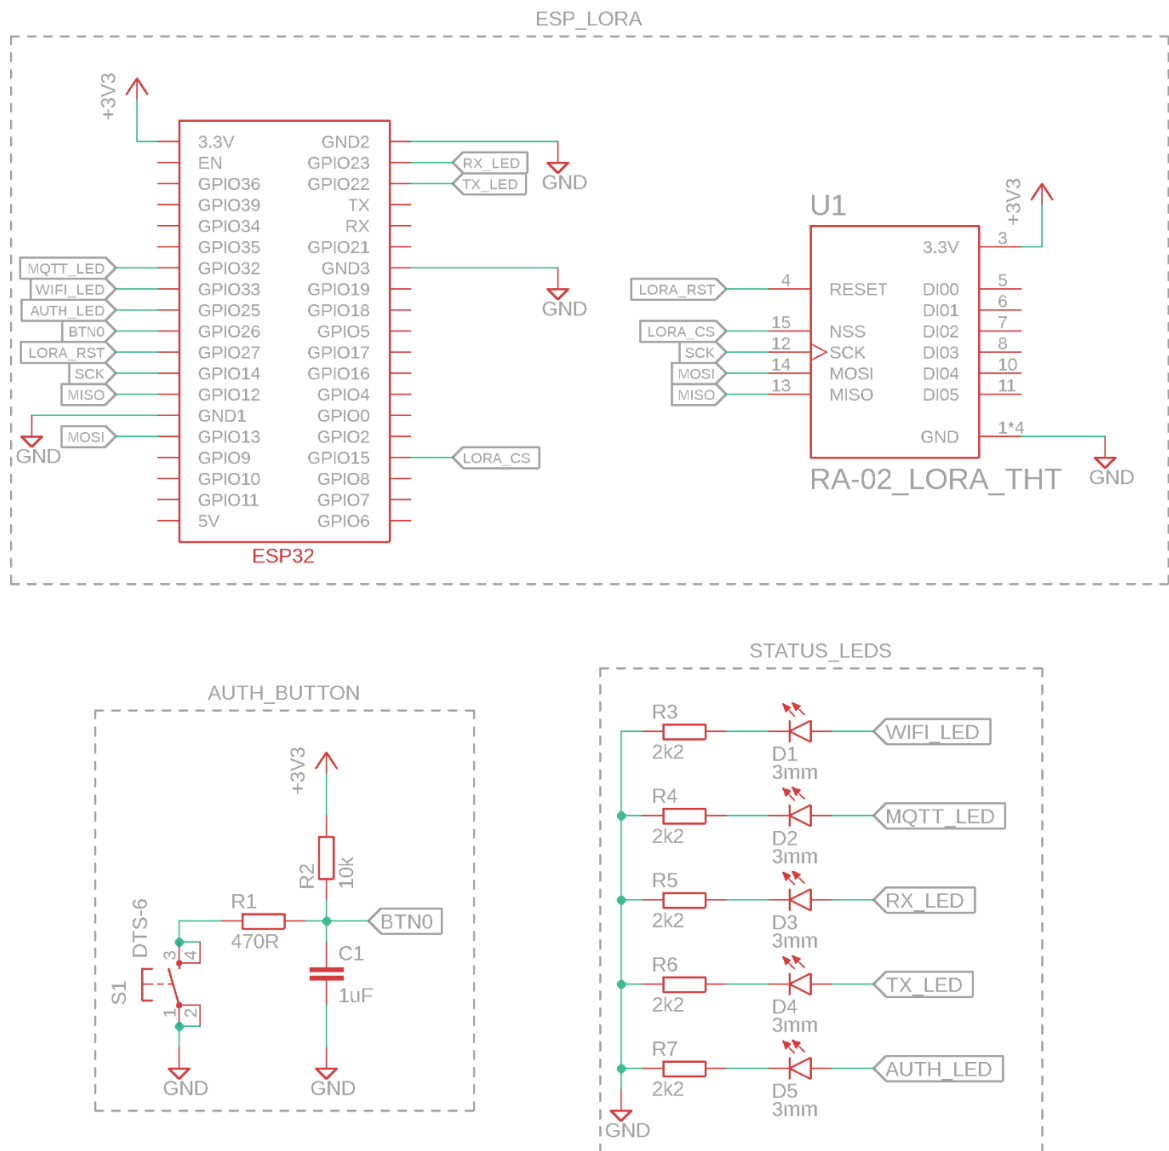 ESP_LORA
+3V3
3.3V
EN
GPIO36
GPIO39
GPIO34
GPIO35
GPIO32
GPIO33
GPIO25
GPIO26
GPIO27
GPIO14
GPIO12
GND1
GPIO13
GPIO9
GPIO10
GPIO11
5V
MQTT_LED
WIFI_LED
AUTH_LED
BTN0
LORA_RST
SCK
MISO
GND
MOSI
GND2
GPIO23
GPIO22
TX
RX
GPIO21
GND3
GPIO19
GPIO18
GPIO5
GPIO17
GPIO16
GPIO4
GPIO0
GPIO2
GPIO15
GPIO8
GPIO7
GPIO6
RX_LED
TX_LED
GND
GND
LORA_CS
ESP32
U1
+3V3
LORA_RST
LORA_CS
SCK
MOSI
MISO
4
15
12
14
13
RESET
NSS
SCK
MOSI
MISO
3.3V
DI00
DI01
DI02
DI03
DI04
DI05
GND
3
5
6
7
8
10
11
1*4
GND
RA-02_LORA_THT
AUTH_BUTTON
+3V3
R2
10k
R1
470R
BTN0
DTS-6
S1
3
4
1
2
C1
1uF
GND
GND
STATUS_LEDS
R3
2k2
D1
3mm
WIFI_LED
R4
2k2
D2
3mm
MQTT_LED
R5
2k2
D3
3mm
RX_LED
R6
2k2
D4
3mm
TX_LED
R7
2k2
D5
3mm
AUTH_LED
GND